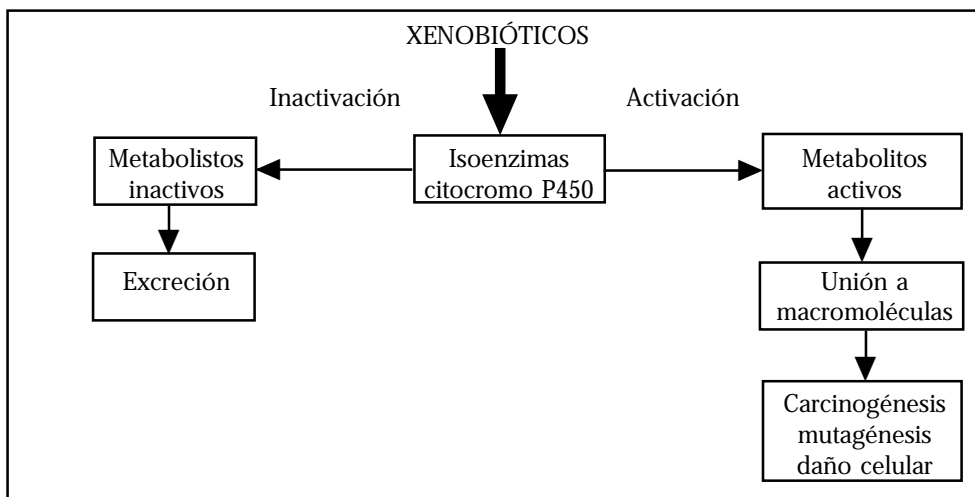 XENOBIÓTICOS
Inactivación
Activación
Metabolistos
inactivos
Isoenzimas
citocromo P450
Metabolitos
activos
Excreción
Unión a
macromoléculas
Carcinogénesis
mutagénesis
daño celular